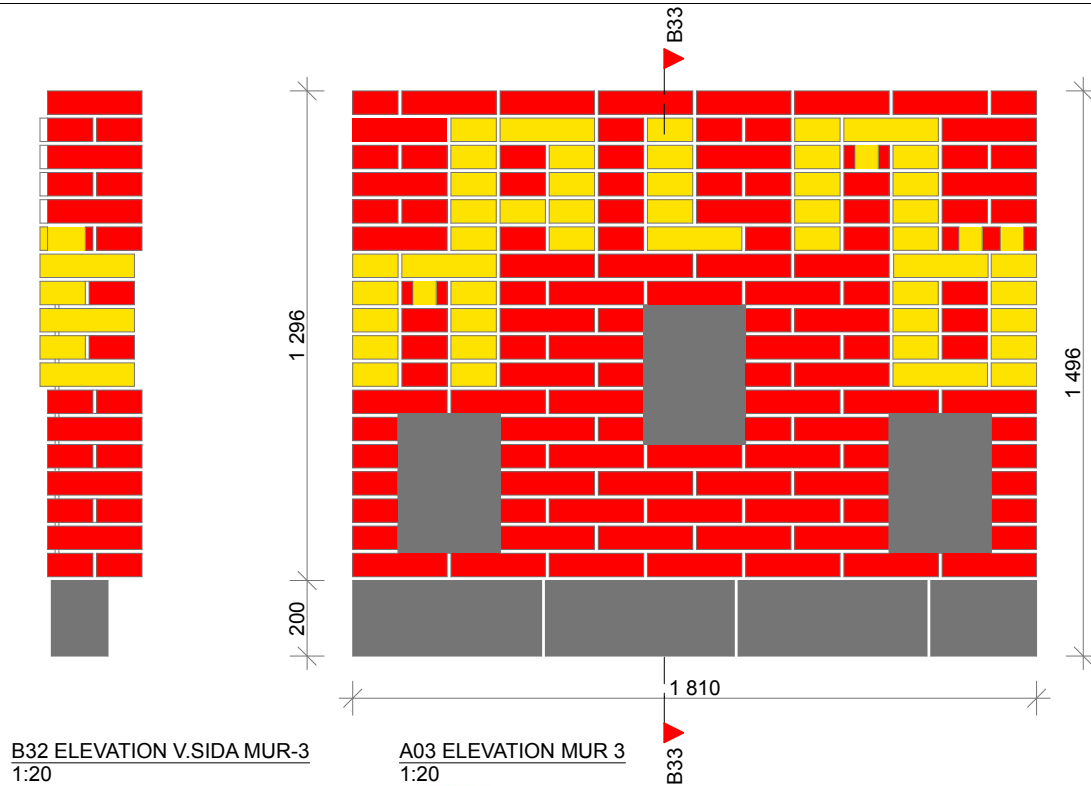 B33
1 296
1 496
200
1 810
B33
B32 ELEVATION V.SIDA MUR-3
1:20
A03 ELEVATION MUR 3
1:20